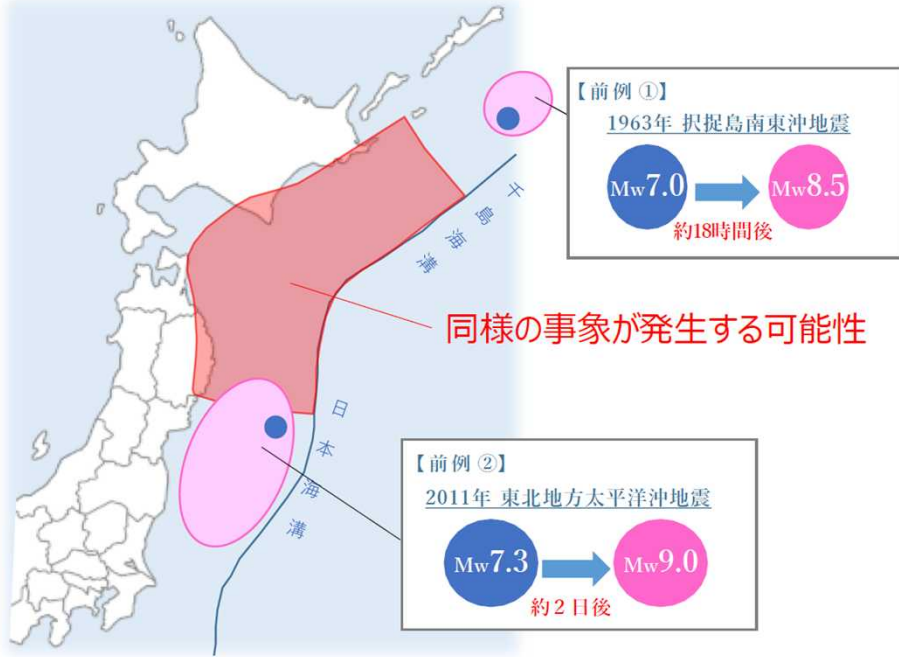 【前例 ①】
1963年 択捉島南東沖地震
Mw7.0
Mw8.5
約18時間後
千島海溝
同様の事象が発生する可能性
日本海溝
【前例 ②】
2011年 東北地方太平洋沖地震
Mw7.3
Mw9.0
約２日後